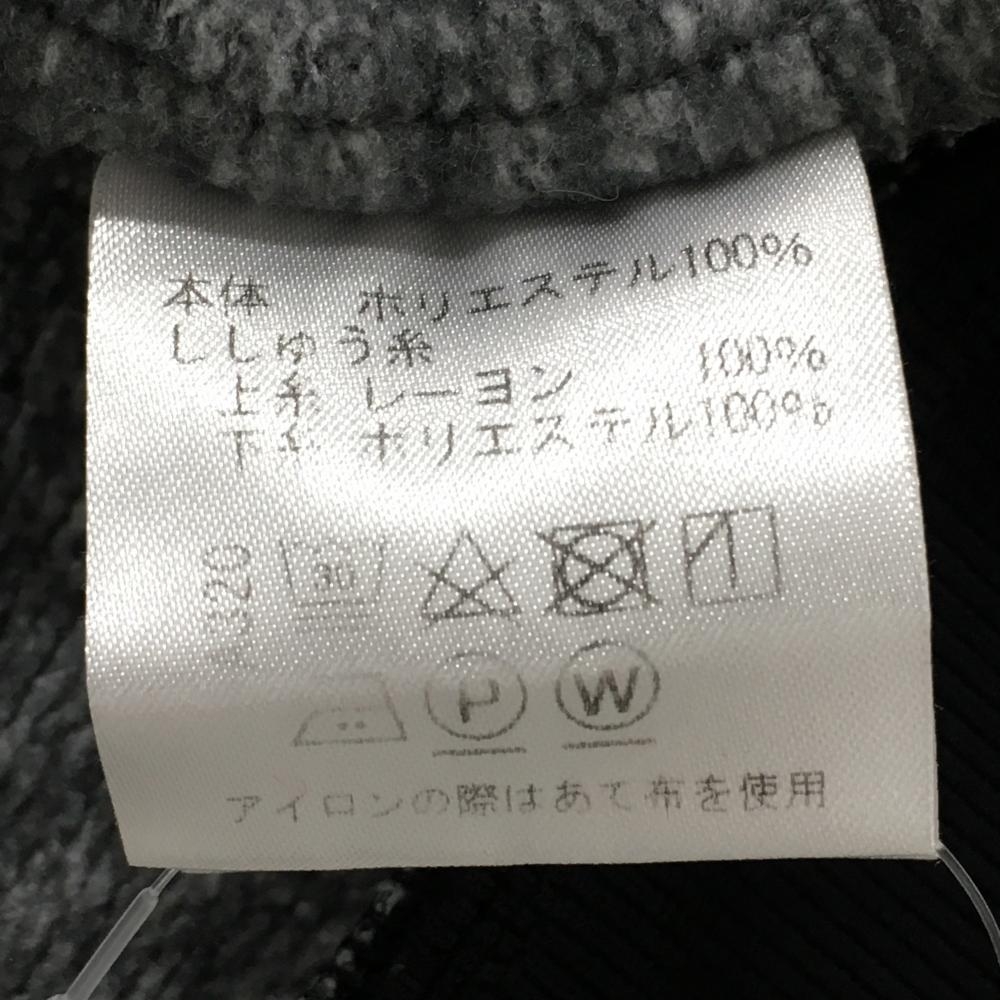 本体 ポリエステル100%
ししゅう糸
上糸 レーヨン 100%
下糸 ポリエステル100%
320
30
P W
アイロンの際はあて布を使用